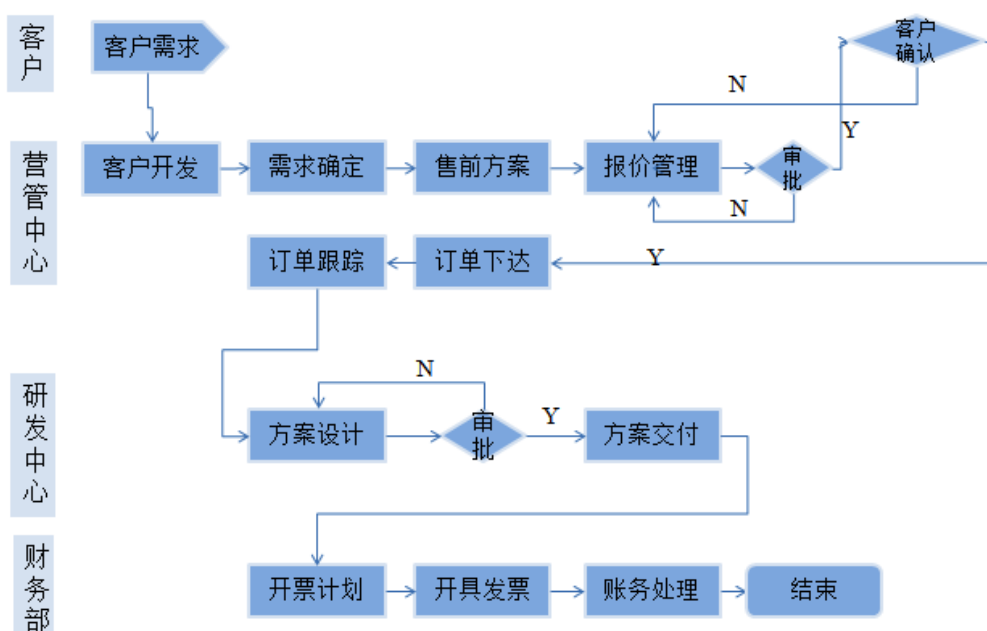 客户
客户需求
客户
确认
N
Y
营管中心
客户开发
需求确定
售前方案
报价管理
审
批
N
订单跟踪
订单下达
Y
研发中心
N
方案设计
审
批
Y
方案交付
财务部
开票计划
开具发票
账务处理
结束